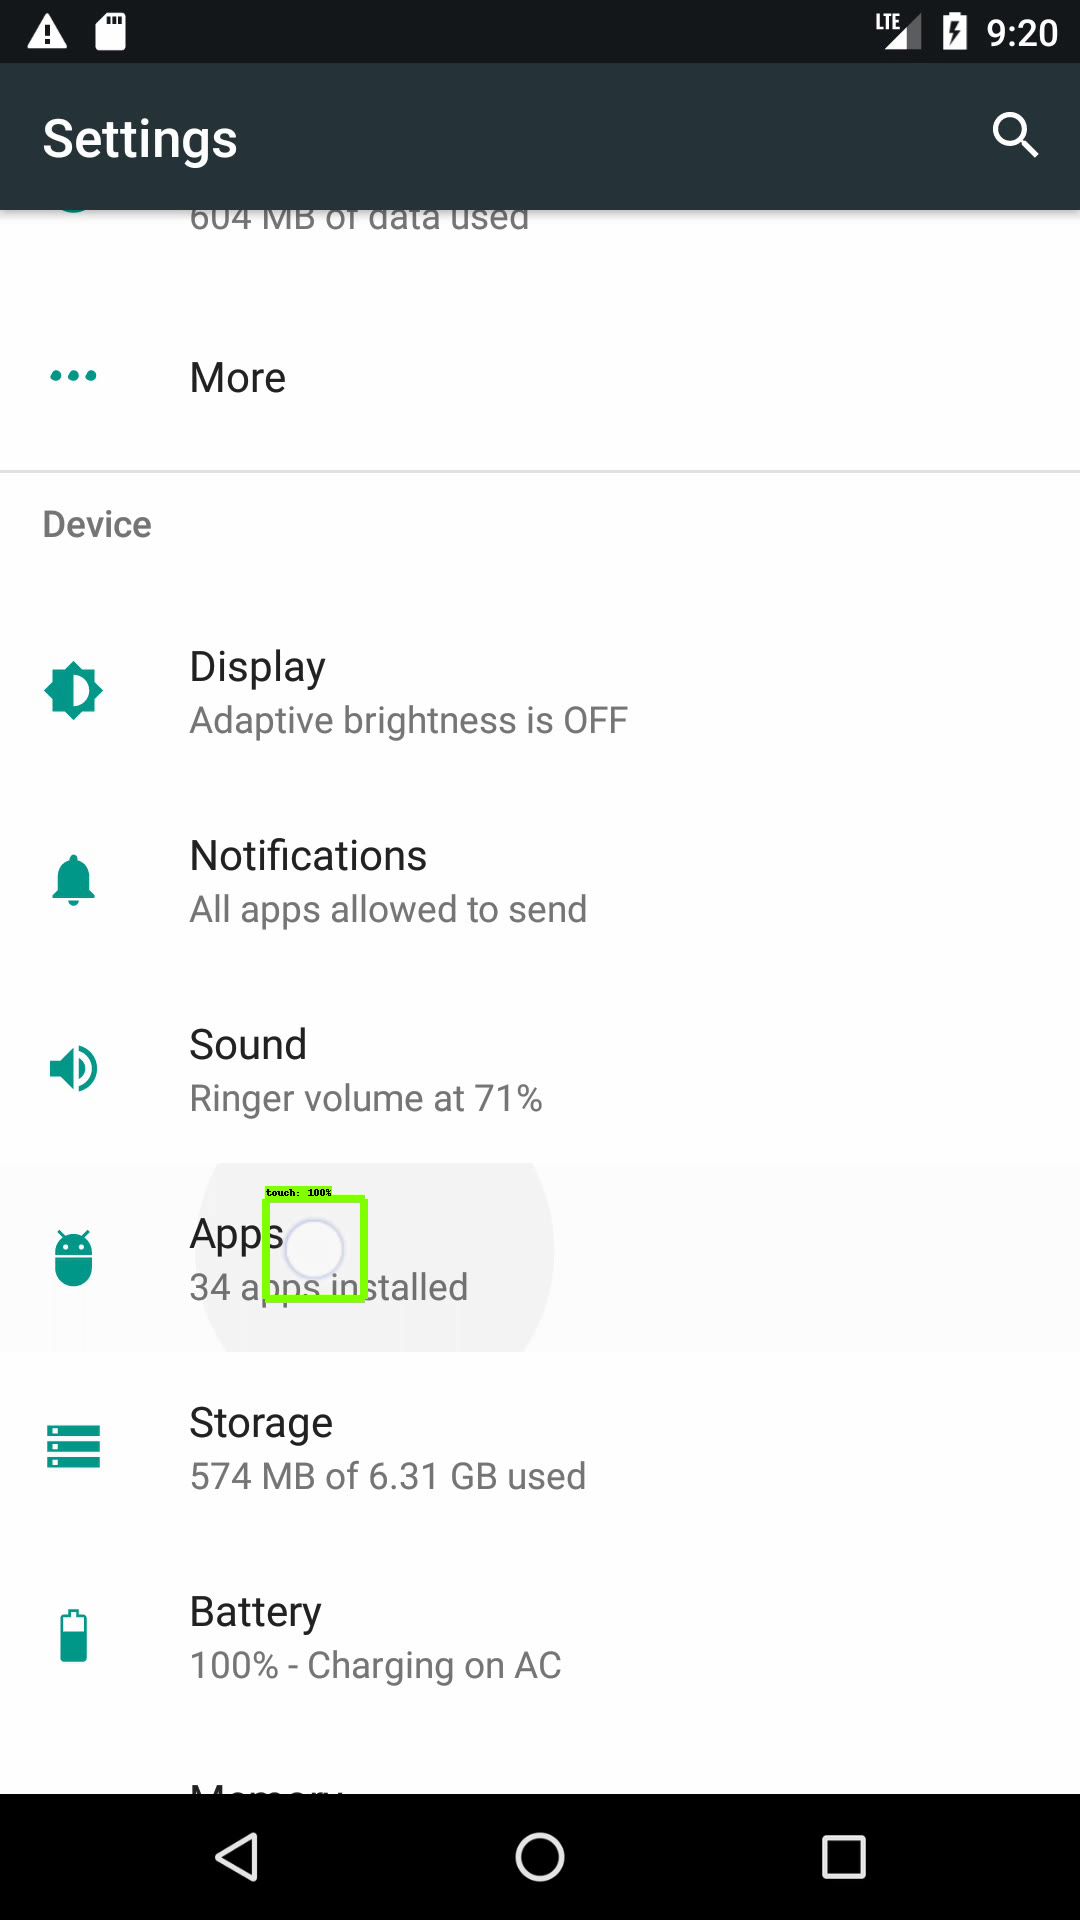 LTE 9:20
Settings
604 MB of data used
More
Device
Display
Adaptive brightness is OFF
Notifications
All apps allowed to send
Sound
Ringer volume at 71%
touch: 100%
Apps
34 apps installed
Storage
574 MB of 6.31 GB used
Battery
100% - Charging on AC
Memory